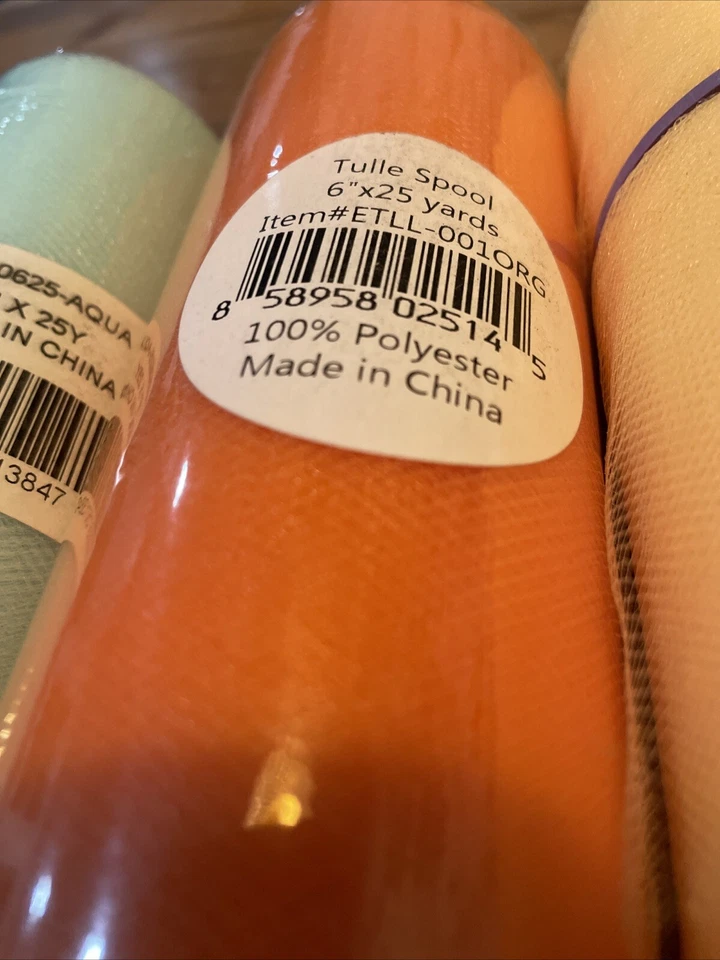 Tulle Spool
6"x25 yards
Item#ETLL-001ORG
8 58958 02514 5
100% Polyester
Made in China
0625-AQUA
X 25Y
IN CHINA
13847